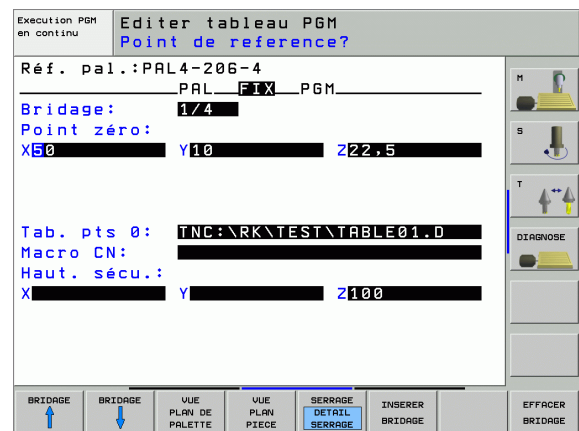 Execution PGM
en continu
Editer tableau PGM
Point de reference?
Réf. pal.:PAL4-206-4
PAL FIX PGM
Bridage: 1/4
Point zéro:
X50 Y10 Z22,5
Tab. pts 0: TNC:\RK\TEST\TABLE01.D
Macro CN:
Haut. sécu.:
X Y Z100
M
S
T
DIAGNOSE
BRIDAGE
BRIDAGE
VUE
PLAN DE
PALETTE
VUE
PLAN
PIECE
SERRAGE
DETAIL
SERRAGE
INSERER
BRIDAGE
EFFACER
BRIDAGE